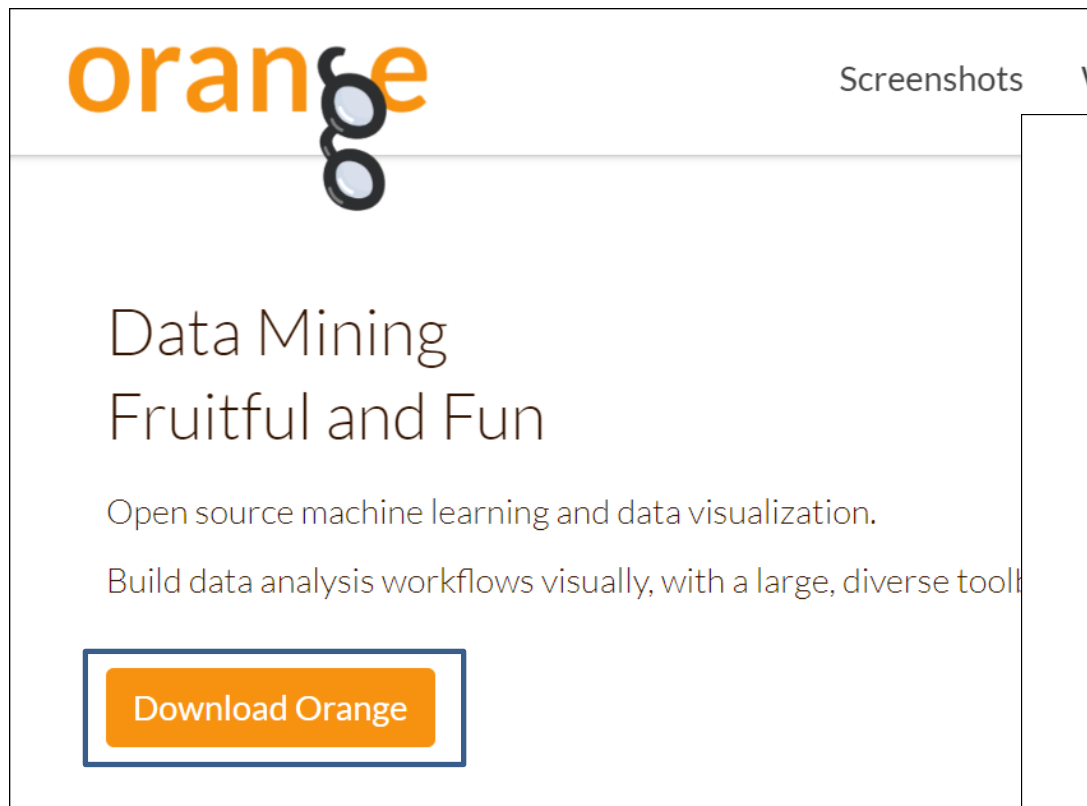 orange
Screenshots
Data Mining
Fruitful and Fun
Open source machine learning and data visualization.
Build data analysis workflows visually, with a large, diverse
Download Orange